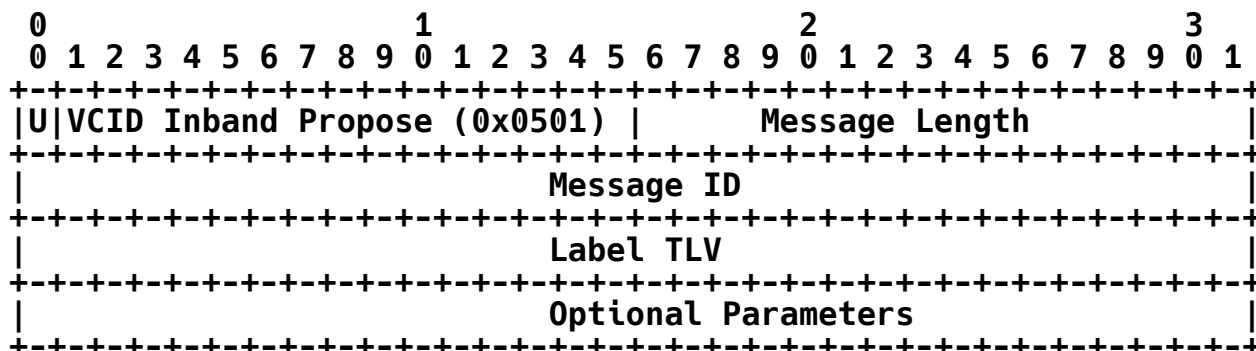 0                   1                   2                   3
 0 1 2 3 4 5 6 7 8 9 0 1 2 3 4 5 6 7 8 9 0 1 2 3 4 5 6 7 8 9 0 1
+-+-+-+-+-+-+-+-+-+-+-+-+-+-+-+-+-+-+-+-+-+-+-+-+-+-+-+-+-+-+-+-+
|U|VCID Inband Propose (0x0501) |      Message Length           |
+-+-+-+-+-+-+-+-+-+-+-+-+-+-+-+-+-+-+-+-+-+-+-+-+-+-+-+-+-+-+-+-+
|                           Message ID                          |
+-+-+-+-+-+-+-+-+-+-+-+-+-+-+-+-+-+-+-+-+-+-+-+-+-+-+-+-+-+-+-+-+
|                           Label TLV                           |
+-+-+-+-+-+-+-+-+-+-+-+-+-+-+-+-+-+-+-+-+-+-+-+-+-+-+-+-+-+-+-+-+
|                           Optional Parameters                 |
+-+-+-+-+-+-+-+-+-+-+-+-+-+-+-+-+-+-+-+-+-+-+-+-+-+-+-+-+-+-+-+-+